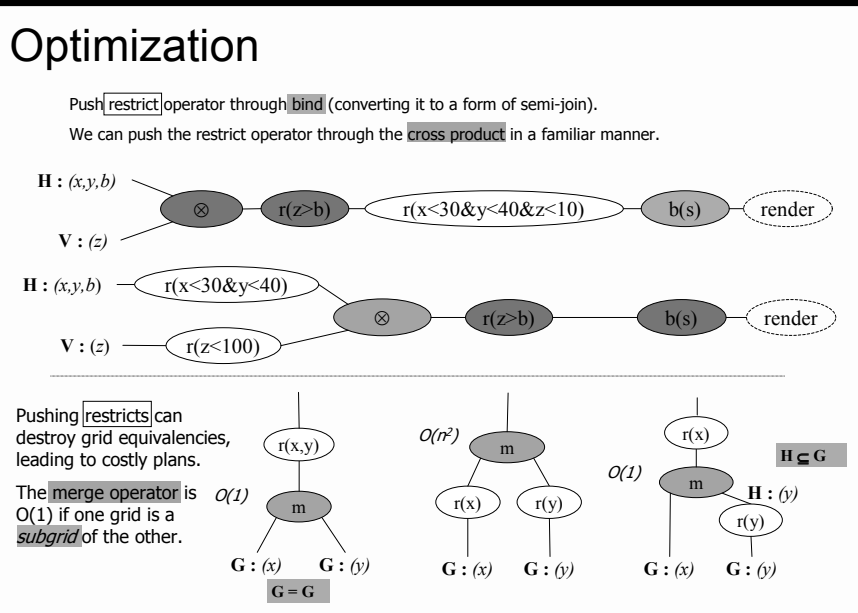 Optimization
Push restrict operator through bind (converting it to a form of semi-join).
We can push the restrict operator through the cross product in a familiar manner.
H : (x,y,b)
⊗ r(z>b) r(x<30&y<40&z<10) b(s) render
V : (z)
H : (x,y,b) r(x<30&y<40)
⊗ r(z>b) b(s) render
V : (z) r(z<100)
Pushing restricts can
destroy grid equivalencies,
leading to costly plans.
The merge operator is
O(1) if one grid is a
subgrid of the other.
r(x,y)
O(1)
m
G : (x) G : (y)
G = G
O(n²)
m
r(x) r(y)
G : (x) G : (y)
r(x)
H ⊆ G
O(1)
m
H : (y)
r(y)
G : (x) G : (y)